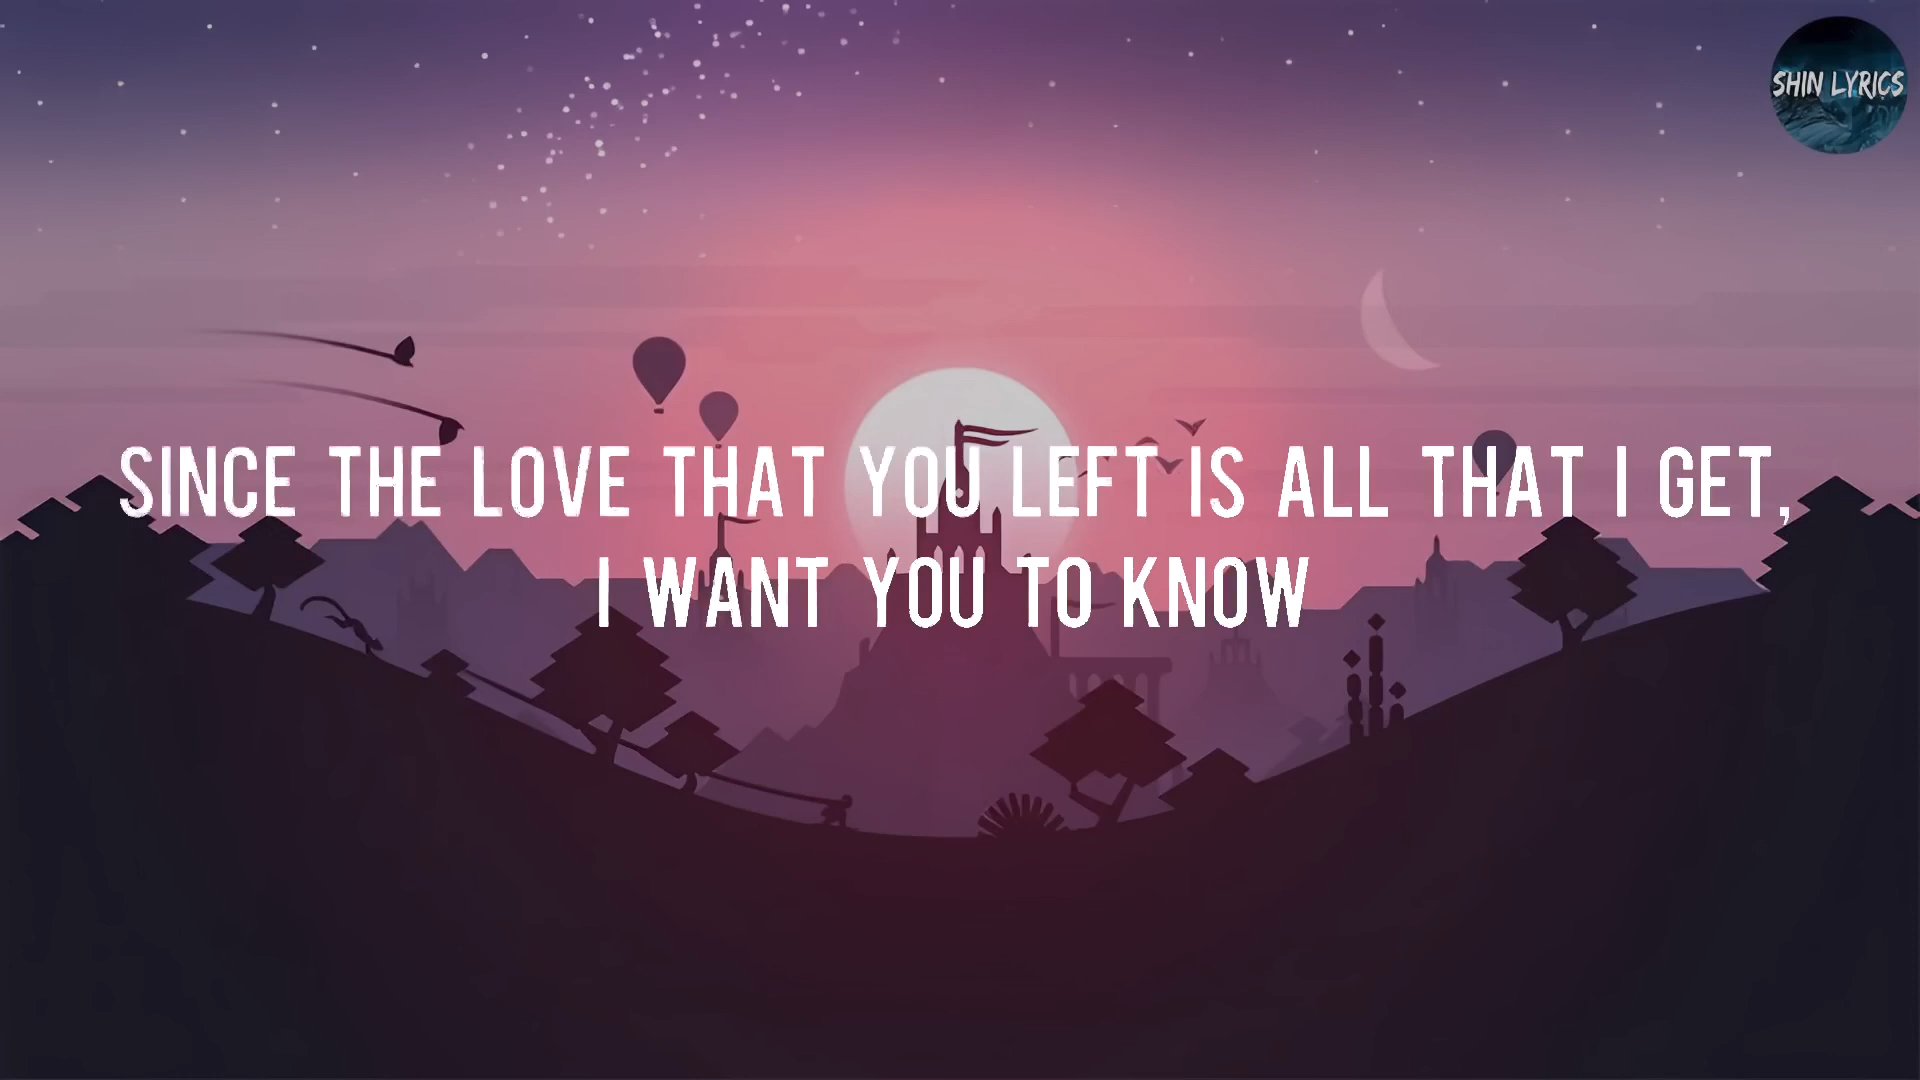 SHIN LYRICS
SINCE THE LOVE THAT YOU LEFT IS ALL THAT I GET,
I WANT YOU TO KNOW